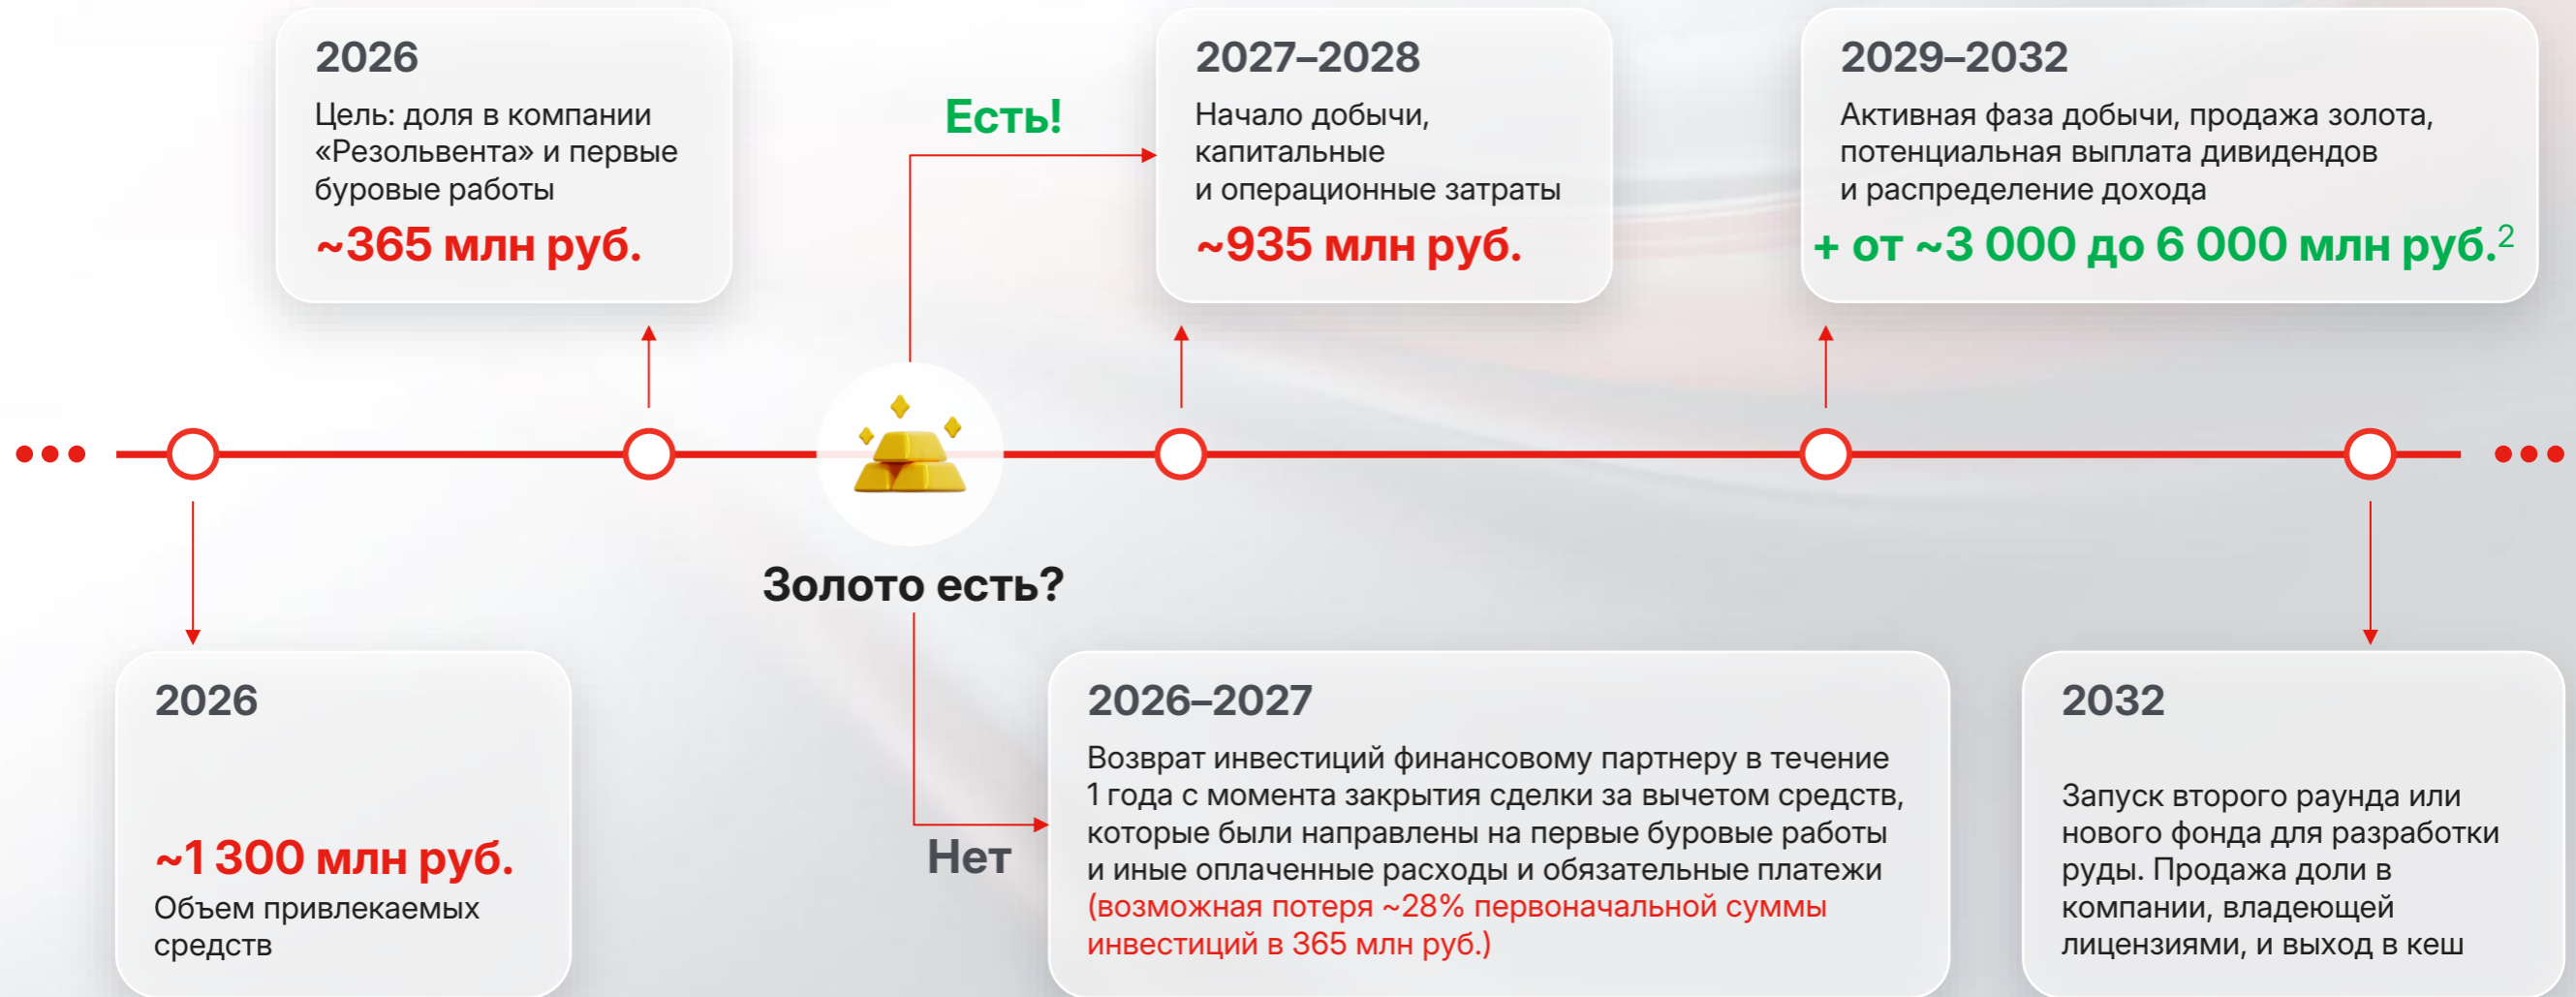 2026
Цель: доля в компании
«Резольвента» и первые
буровые работы
~365 млн руб.
Есть!
2027–2028
Начало добычи,
капитальные
и операционные затраты
~935 млн руб.
2029–2032
Активная фаза добычи, продажа золота,
потенциальная выплата дивидендов
и распределение дохода
+ от ~3 000 до 6 000 млн руб.2
Золото есть?
2026
~1 300 млн руб.
Объем привлекаемых
средств
Нет
2026–2027
Возврат инвестиций финансовому партнеру в течение
1 года с момента закрытия сделки за вычетом средств,
которые были направлены на первые буровые работы
и иные оплаченные расходы и обязательные платежи
(возможная потеря ~28% первоначальной суммы
инвестиций в 365 млн руб.)
2032
Запуск второго раунда или
нового фонда для разработки
руды. Продажа доли в
компании, владеющей
лицензиями, и выход в кеш